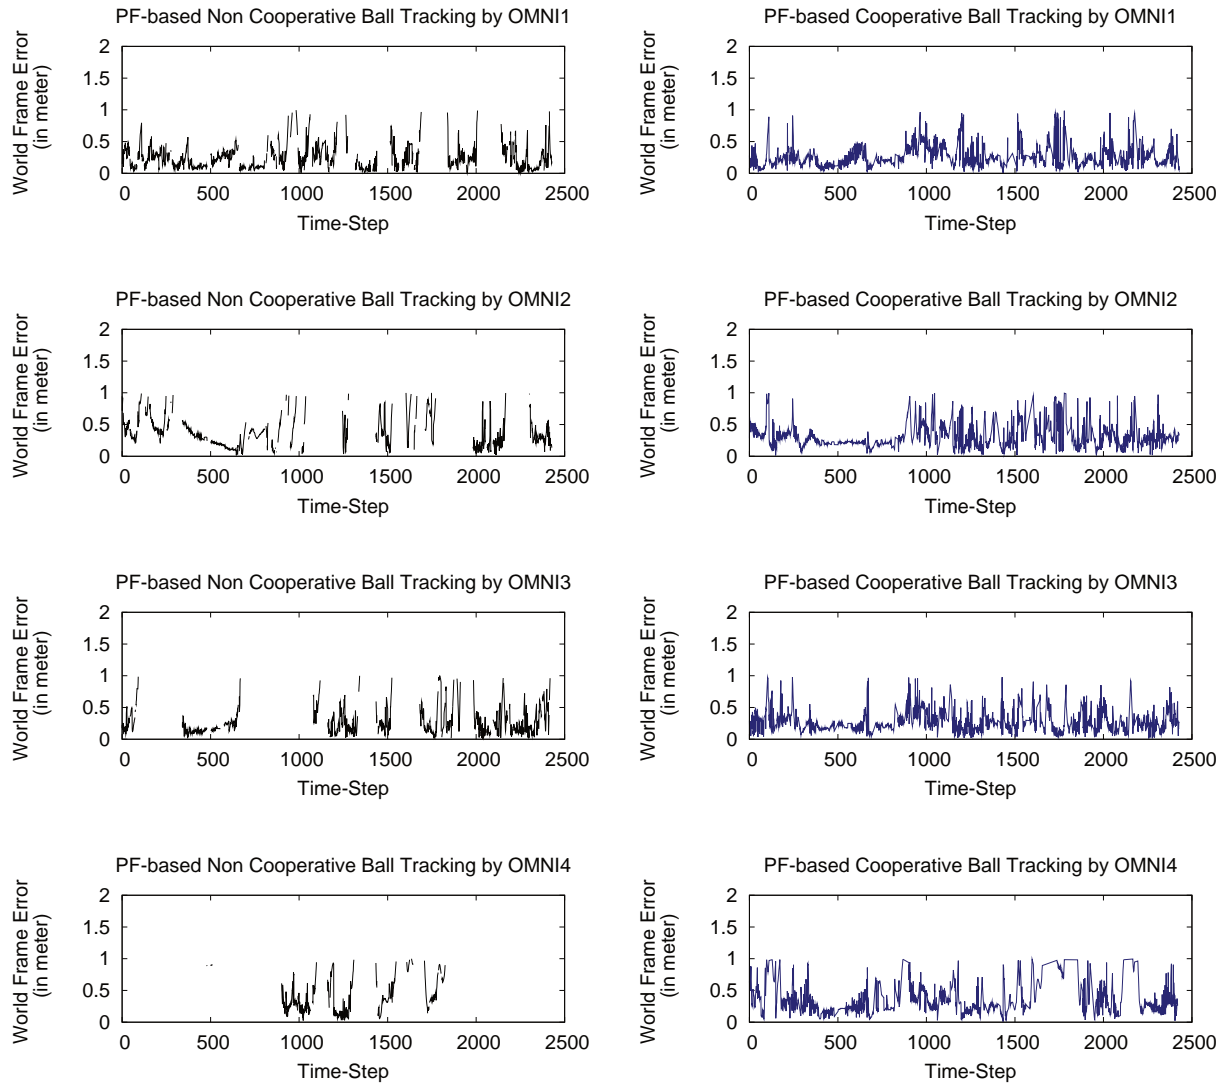 PF-based Non Cooperative Ball Tracking by OMNI1
World Frame Error
(in meter)
2
1.5
1
0.5
0
0 500 1000 1500 2000 2500
Time-Step
PF-based Cooperative Ball Tracking by OMNI1
World Frame Error
(in meter)
2
1.5
1
0.5
0
0 500 1000 1500 2000 2500
Time-Step
PF-based Non Cooperative Ball Tracking by OMNI2
World Frame Error
(in meter)
2
1.5
1
0.5
0
0 500 1000 1500 2000 2500
Time-Step
PF-based Cooperative Ball Tracking by OMNI2
World Frame Error
(in meter)
2
1.5
1
0.5
0
0 500 1000 1500 2000 2500
Time-Step
PF-based Non Cooperative Ball Tracking by OMNI3
World Frame Error
(in meter)
2
1.5
1
0.5
0
0 500 1000 1500 2000 2500
Time-Step
PF-based Cooperative Ball Tracking by OMNI3
World Frame Error
(in meter)
2
1.5
1
0.5
0
0 500 1000 1500 2000 2500
Time-Step
PF-based Non Cooperative Ball Tracking by OMNI4
World Frame Error
(in meter)
2
1.5
1
0.5
0
0 500 1000 1500 2000 2500
Time-Step
PF-based Cooperative Ball Tracking by OMNI4
World Frame Error
(in meter)
2
1.5
1
0.5
0
0 500 1000 1500 2000 2500
Time-Step